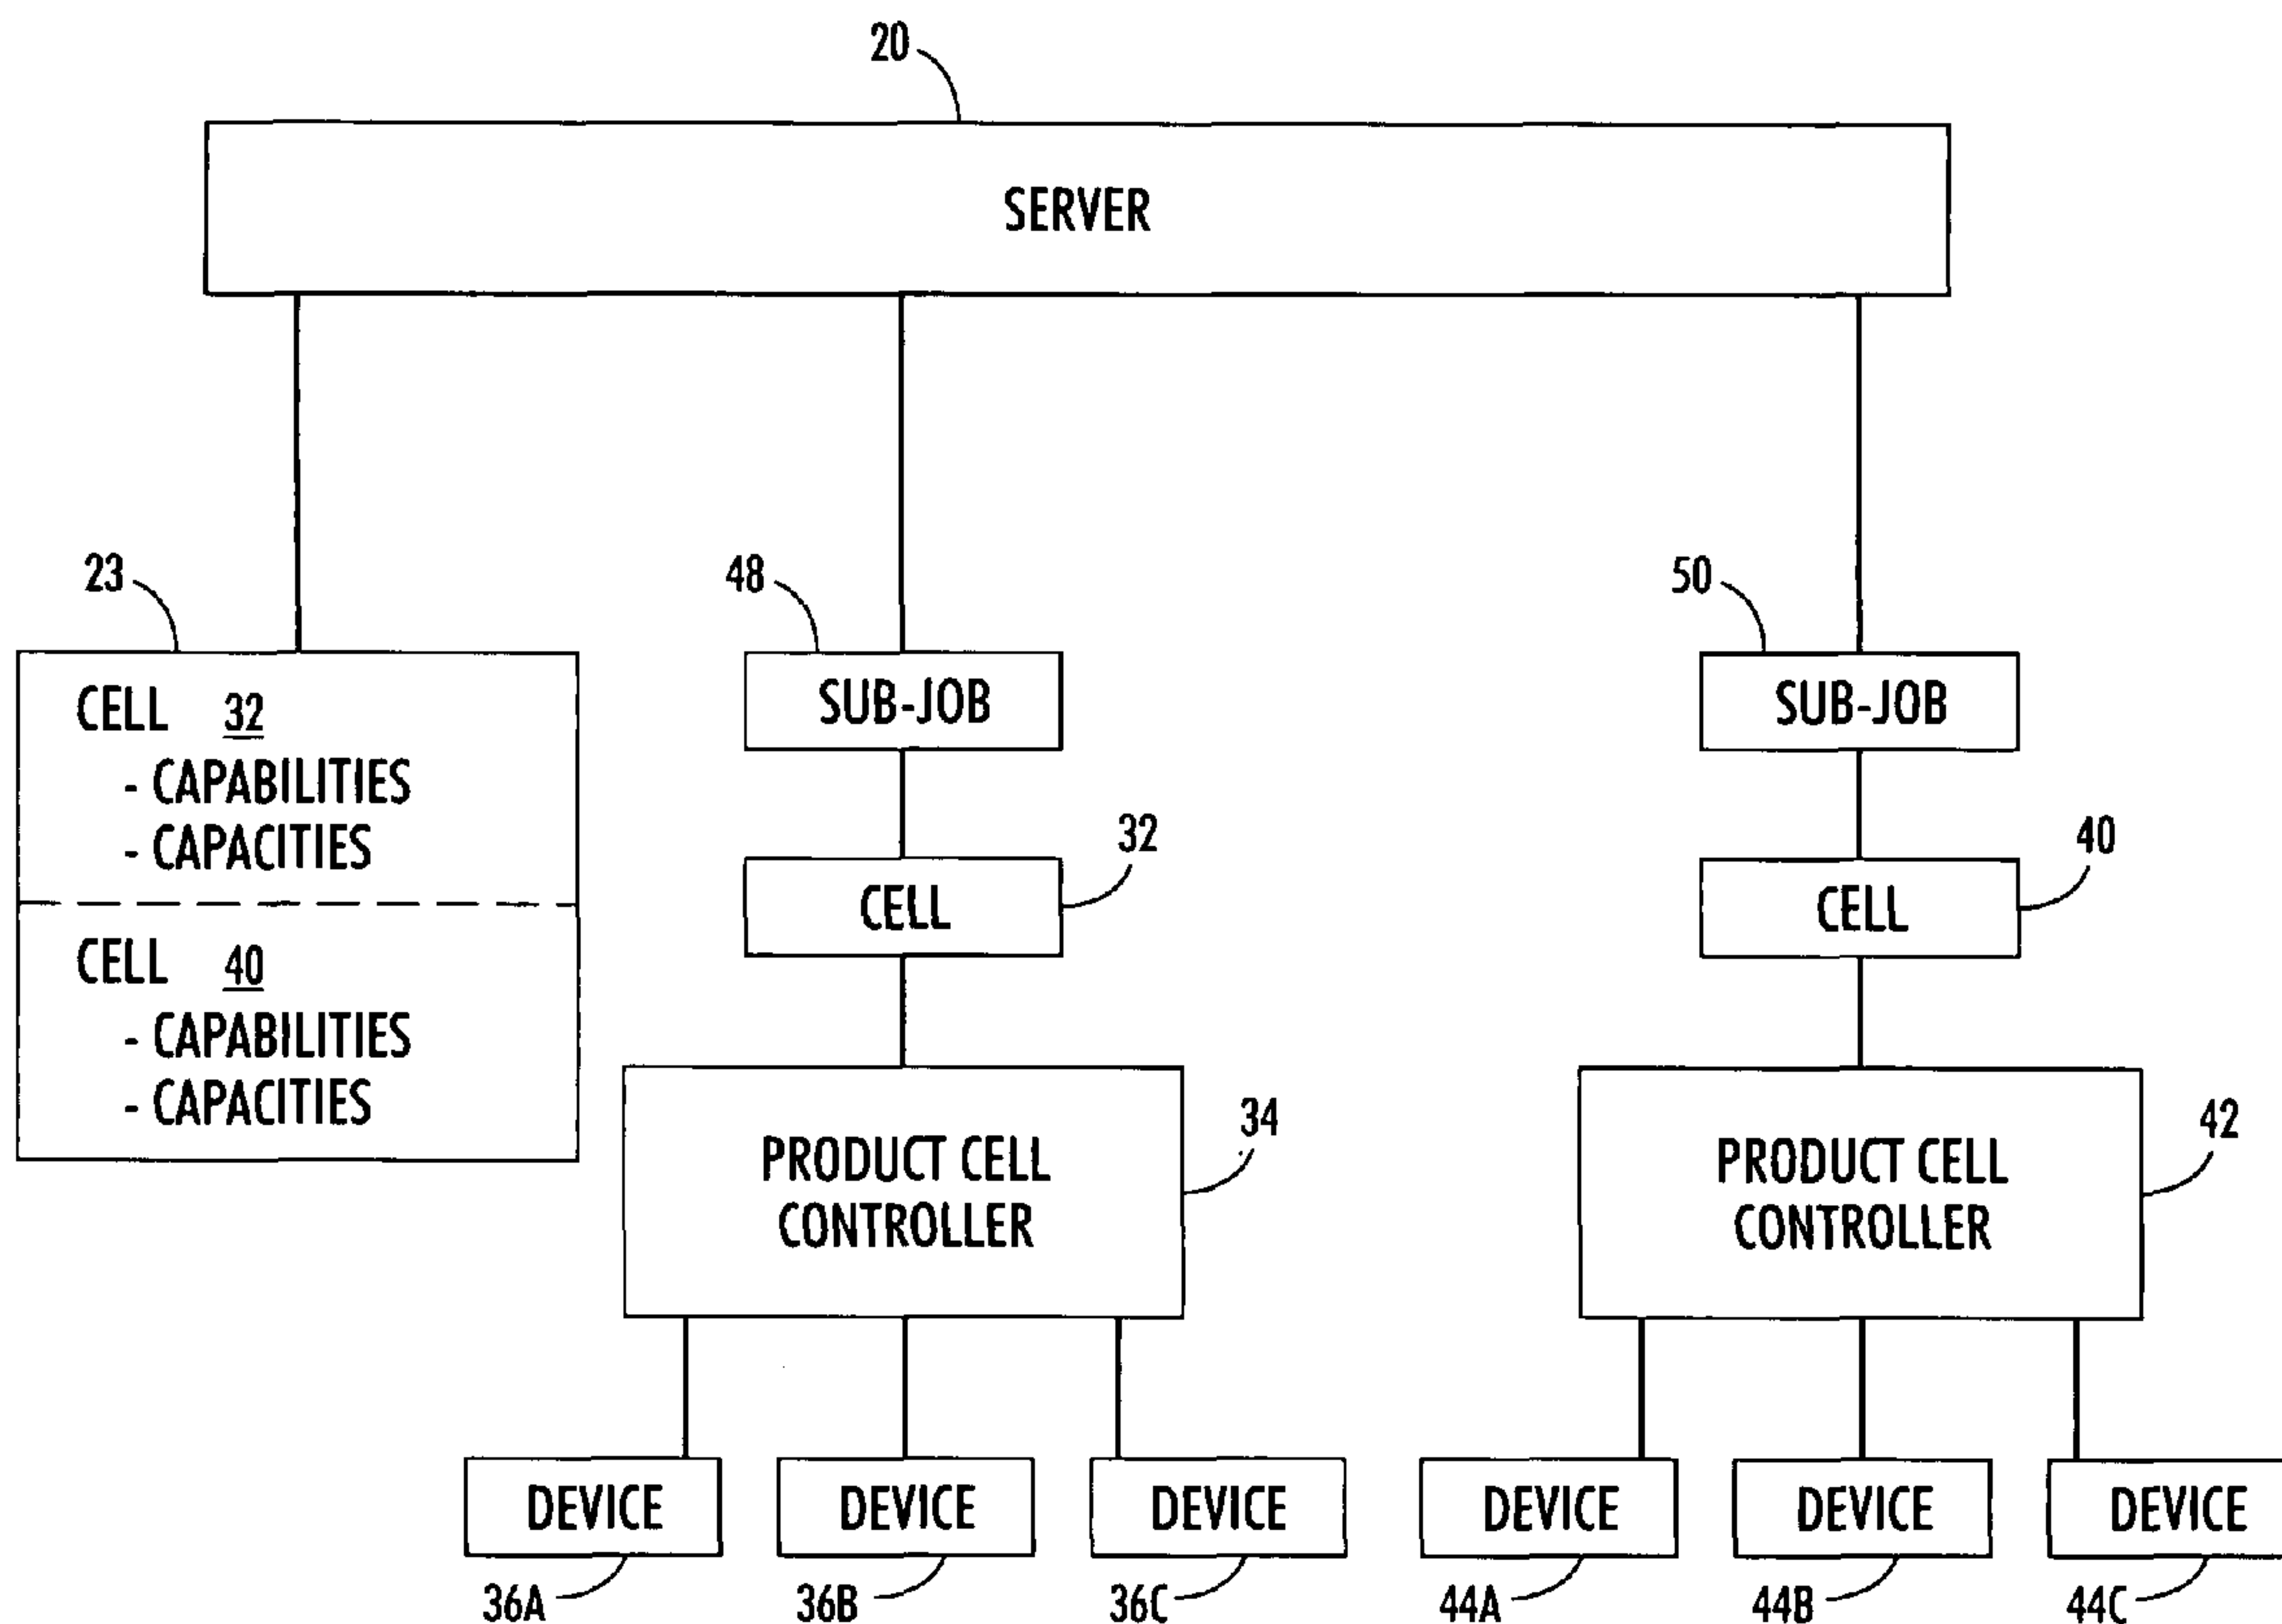 20
SERVER
23
48
50
CELL 32
- CAPABILITIES
- CAPACITIES
CELL 40
- CAPABILITIES
- CAPACITIES
SUB-JOB
SUB-JOB
32
40
CELL
CELL
34
42
PRODUCT CELL
CONTROLLER
PRODUCT CELL
CONTROLLER
DEVICE
DEVICE
DEVICE
DEVICE
DEVICE
DEVICE
36A
36B
36C
44A
44B
44C